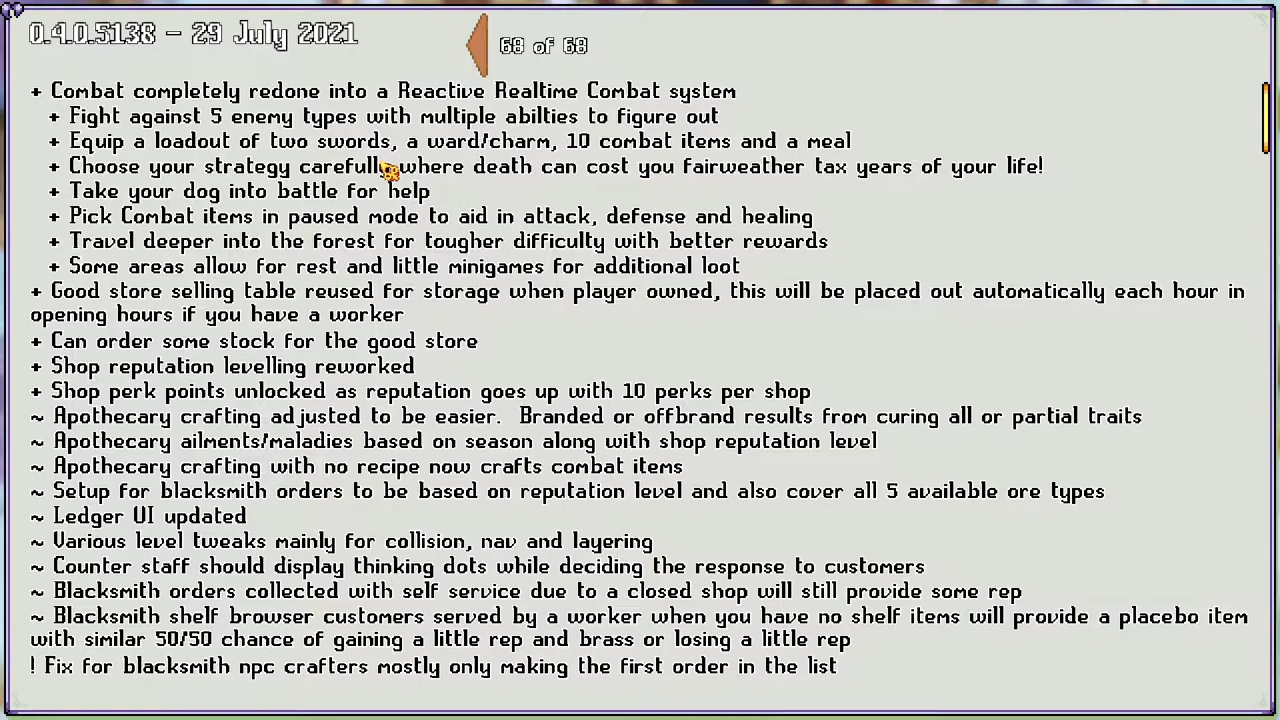 0.4.0.5138 - 29 July 2021
68 of 68
+ Combat completely redone into a Reactive Realtime Combat system
+ Fight against 5 enemy types with multiple abilties to figure out
+ Equip a loadout of two swords, a ward/charm, 10 combat items and a meal
+ Choose your strategy carefully where death can cost you fairweather tax years of your life!
+ Take your dog into battle for help
+ Pick Combat items in paused mode to aid in attack, defense and healing
+ Travel deeper into the forest for tougher difficulty with better rewards
+ Some areas allow for rest and little minigames for additional loot
+ Good store selling table reused for storage when player owned, this will be placed out automatically each hour in
opening hours if you have a worker
+ Can order some stock for the good store
+ Shop reputation levelling reworked
+ Shop perk points unlocked as reputation goes up with 10 perks per shop
~ Apothecary crafting adjusted to be easier.  Branded or offbrand results from curing all or partial traits
~ Apothecary ailments/maladies based on season along with shop reputation level
~ Apothecary crafting with no recipe now crafts combat items
~ Setup for blacksmith orders to be based on reputation level and also cover all 5 available ore types
~ Ledger UI updated
~ Various level tweaks mainly for collision, nav and layering
~ Counter staff should display thinking dots while deciding the response to customers
~ Blacksmith orders collected with self service due to a closed shop will still provide some rep
~ Blacksmith shelf browser customers served by a worker when you have no shelf items will provide a placebo item
with similar 50/50 chance of gaining a little rep and brass or losing a little rep
! Fix for blacksmith npc crafters mostly only making the first order in the list